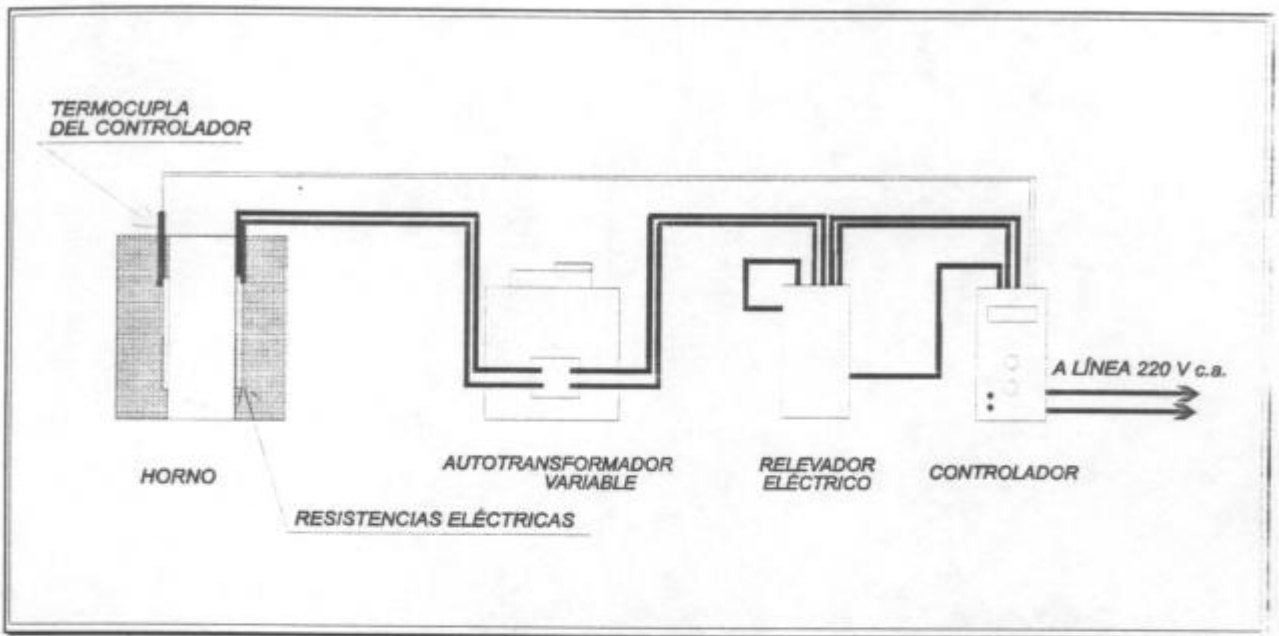 TERMOCUPLA
DEL CONTROLADOR
A LÍNEA 220 V c.a.
HORNO
AUTOTRANSFORMADOR
VARIABLE
RELEVADOR
ELÉCTRICO
CONTROLADOR
RESISTENCIAS ELÉCTRICAS